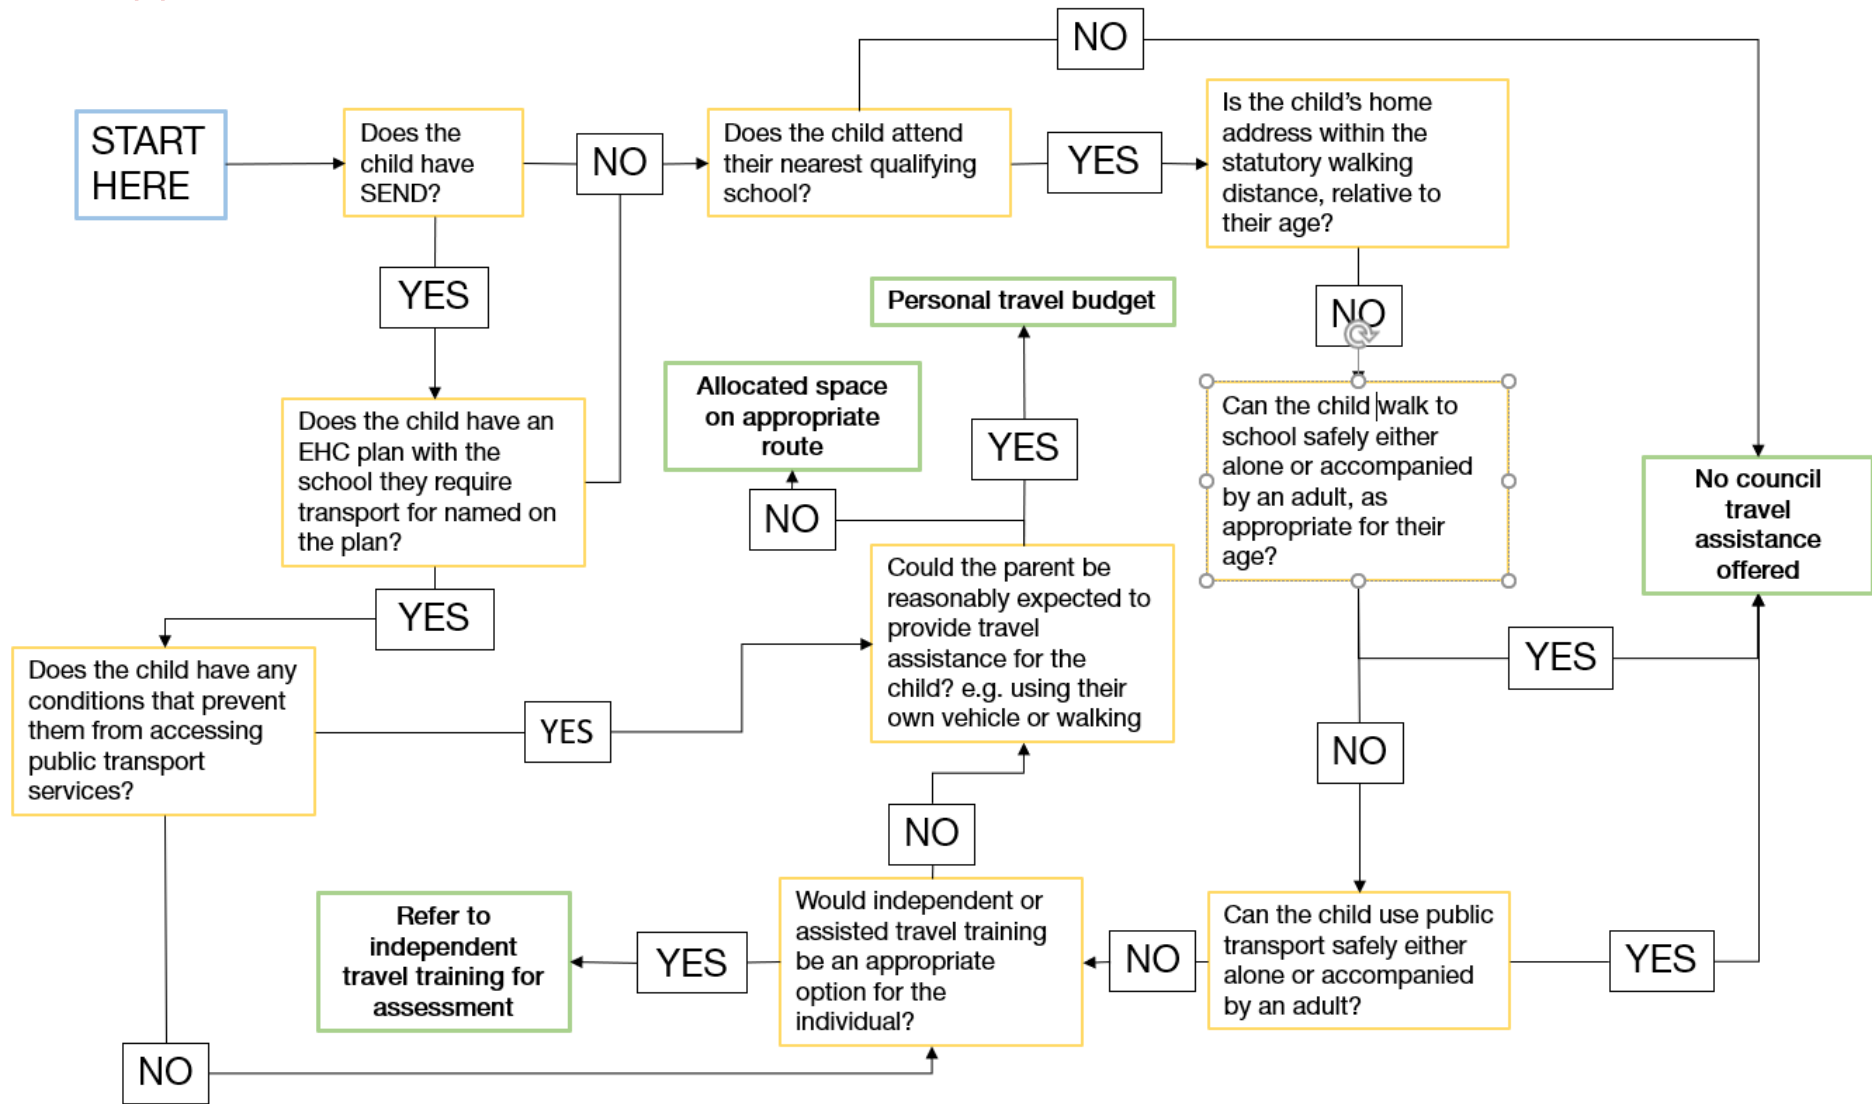 START
HERE
Does the
child have
SEND?
NO
Does the child attend
their nearest qualifying
school?
NO
YES
Is the child’s home
address within the
statutory walking
distance, relative to
their age?
YES
NO
Personal travel budget
Allocated space
on appropriate
route
YES
NO
Does the child have an
EHC plan with the
school they require
transport for named on
the plan?
Can the child walk to
school safely either
alone or accompanied
by an adult, as
appropriate for their
age?
No council
travel
assistance
offered
YES
Could the parent be
reasonably expected to
provide travel
assistance for the
child? e.g. using their
own vehicle or walking
YES
Does the child have any
conditions that prevent
them from accessing
public transport
services?
YES
NO
NO
Refer to
independent
travel training for
assessment
YES
Would independent or
assisted travel training
be an appropriate
option for the
individual?
NO
Can the child use public
transport safely either
alone or accompanied
by an adult?
YES
NO